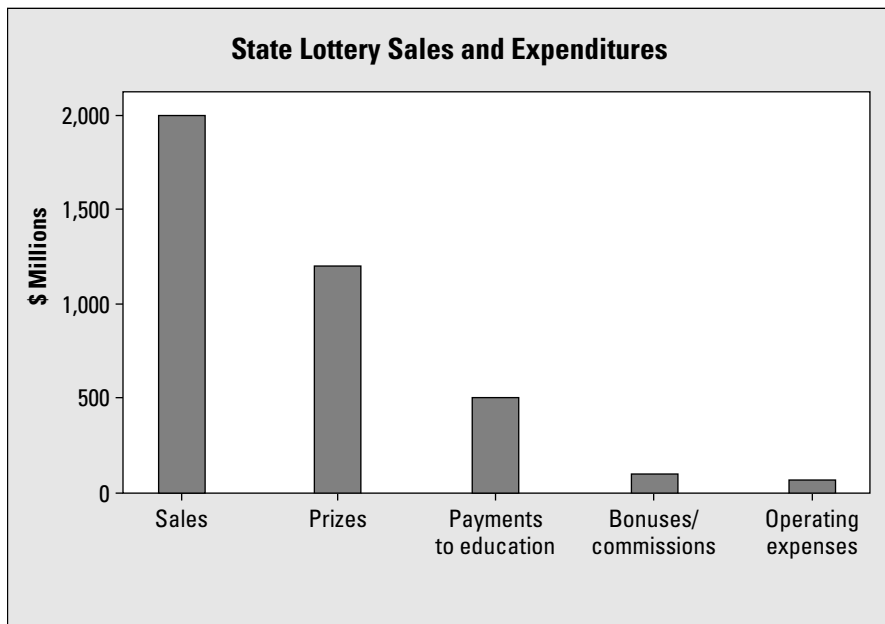 State Lottery Sales and Expenditures
$ Millions
2,000
1,500
1,000
500
0
Sales
Prizes
Payments
to education
Bonuses/
commissions
Operating
expenses